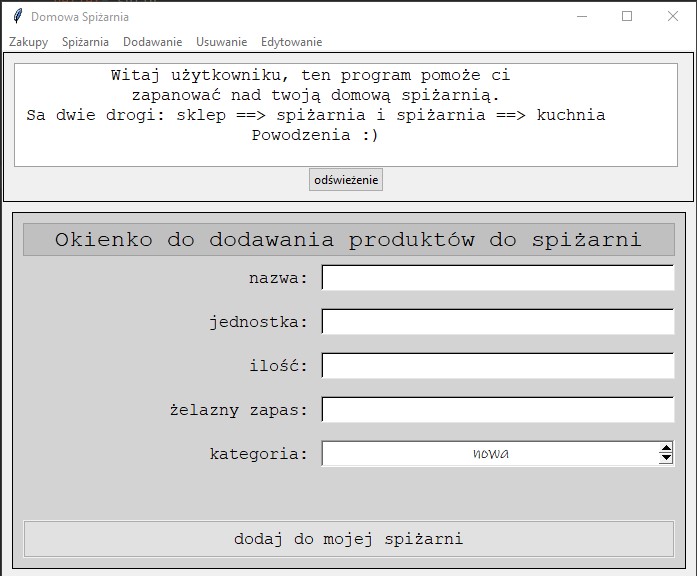 Domowa Spiżarnia
Zakupy Spiżarnia Dodawanie Usuwanie Edytowanie
Witaj użytkowniku, ten program pomoże ci
zapanować nad twoją domową spiżarnią.
Sa dwie drogi: sklep ==> spiżarnia i spiżarnia ==> kuchnia
Powodzenia :)
odświeżenie
Okienko do dodawania produktów do spiżarni
nazwa:
jednostka:
ilość:
żelazny zapas:
kategoria: nowa
dodaj do mojej spiżarni